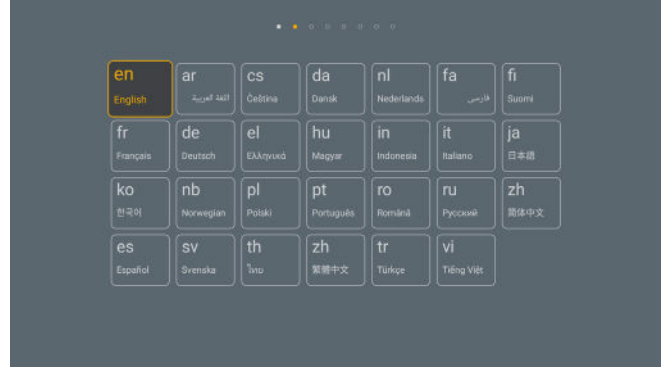 en
English
ar
اللغة العربية
cs
Čeština
da
Dansk
nl
Nederlands
fa
فارسی
fi
Suomi
fr
Français
de
Deutsch
el
Ελληνικά
hu
Magyar
in
Indonesia
it
Italiano
ja
日本語
ko
한국어
nb
Norwegian
pl
Polski
pt
Português
ro
Română
ru
Русский
zh
简体中文
es
Español
sv
Svenska
th
ไทย
zh
繁體中文
tr
Türkçe
vi
Tiếng Việt